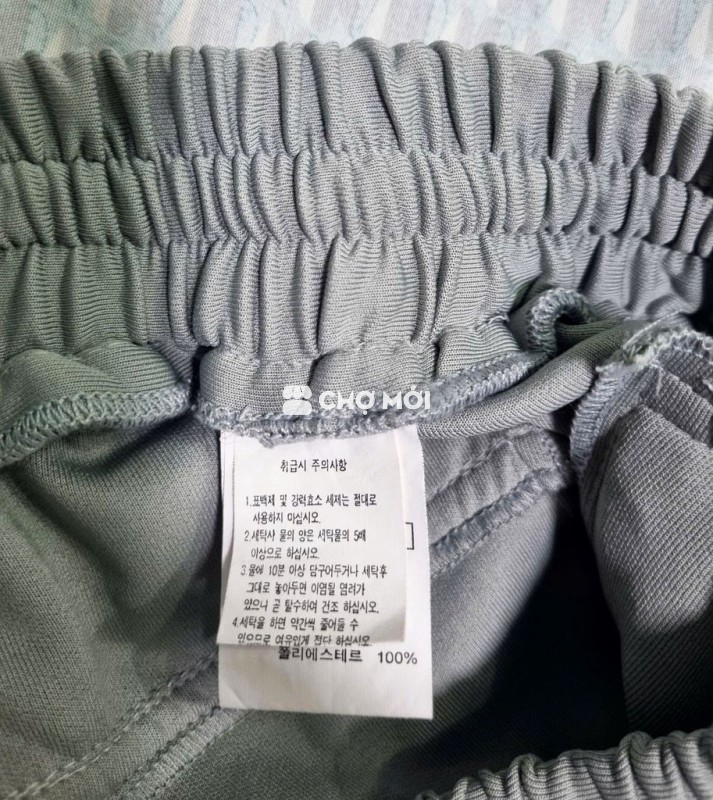 CHỢ MỚI
취급시 주의사항
1.표백제 및 강력효소 세제는 절대로
사용하지 마십시오.
2.세탁시 물의 양은 세탁물의 5배
이상으로 하십시오.
3.물에 10분 이상 담구어두거나 세탁후
그대로 놓아두면 이염될 염려가
있으니 곧 탈수하여 건조 하십시오.
4.세탁을 하면 약간씩 줄어들 수
있으므로 여유있게 하십시오.
폴리에스테르 100%
CHỢ MỚI